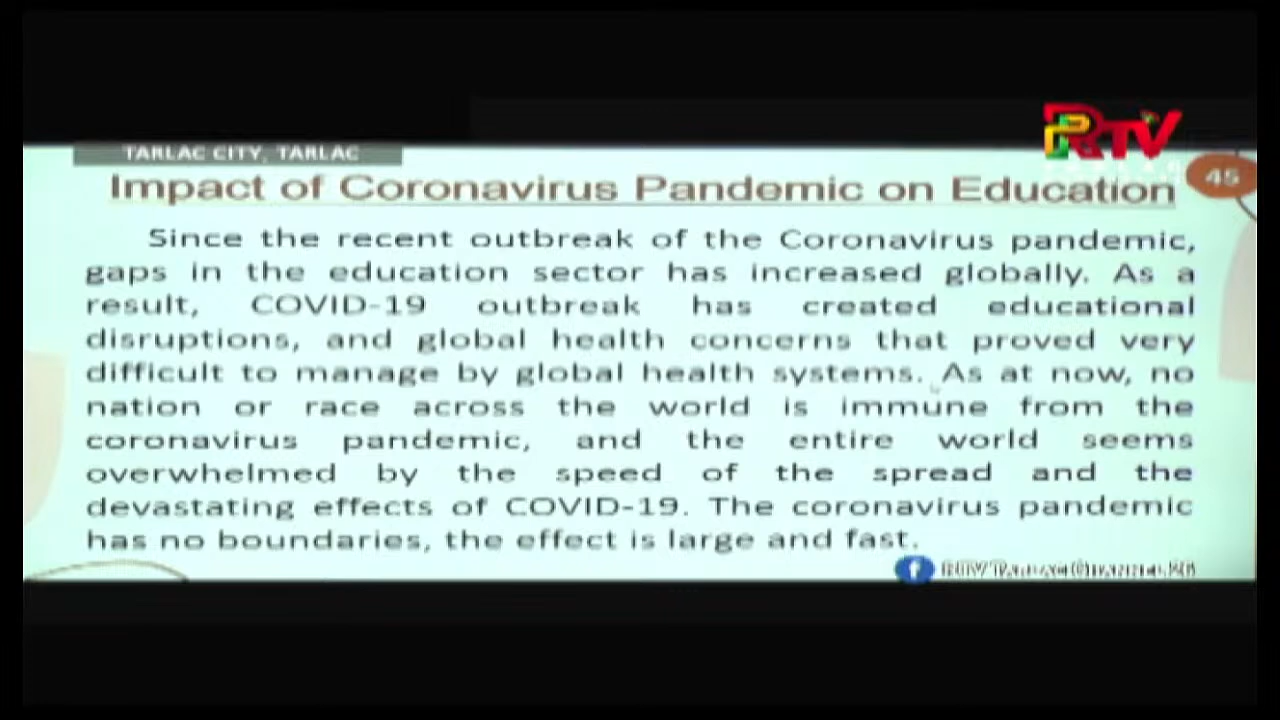 RTV
TARLAC CITY, TARLAC
Impact of Coronavirus Pandemic on Education
45
Since the recent outbreak of the Coronavirus pandemic,
gaps in the education sector has increased globally. As a
result, COVID-19 outbreak has created educational
disruptions, and global health concerns that proved very
difficult to manage by global health systems. As at now, no
nation or race across the world is immune from the
coronavirus pandemic, and the entire world seems
overwhelmed by the speed of the spread and the
devastating effects of COVID-19. The coronavirus pandemic
has no boundaries, the effect is large and fast.